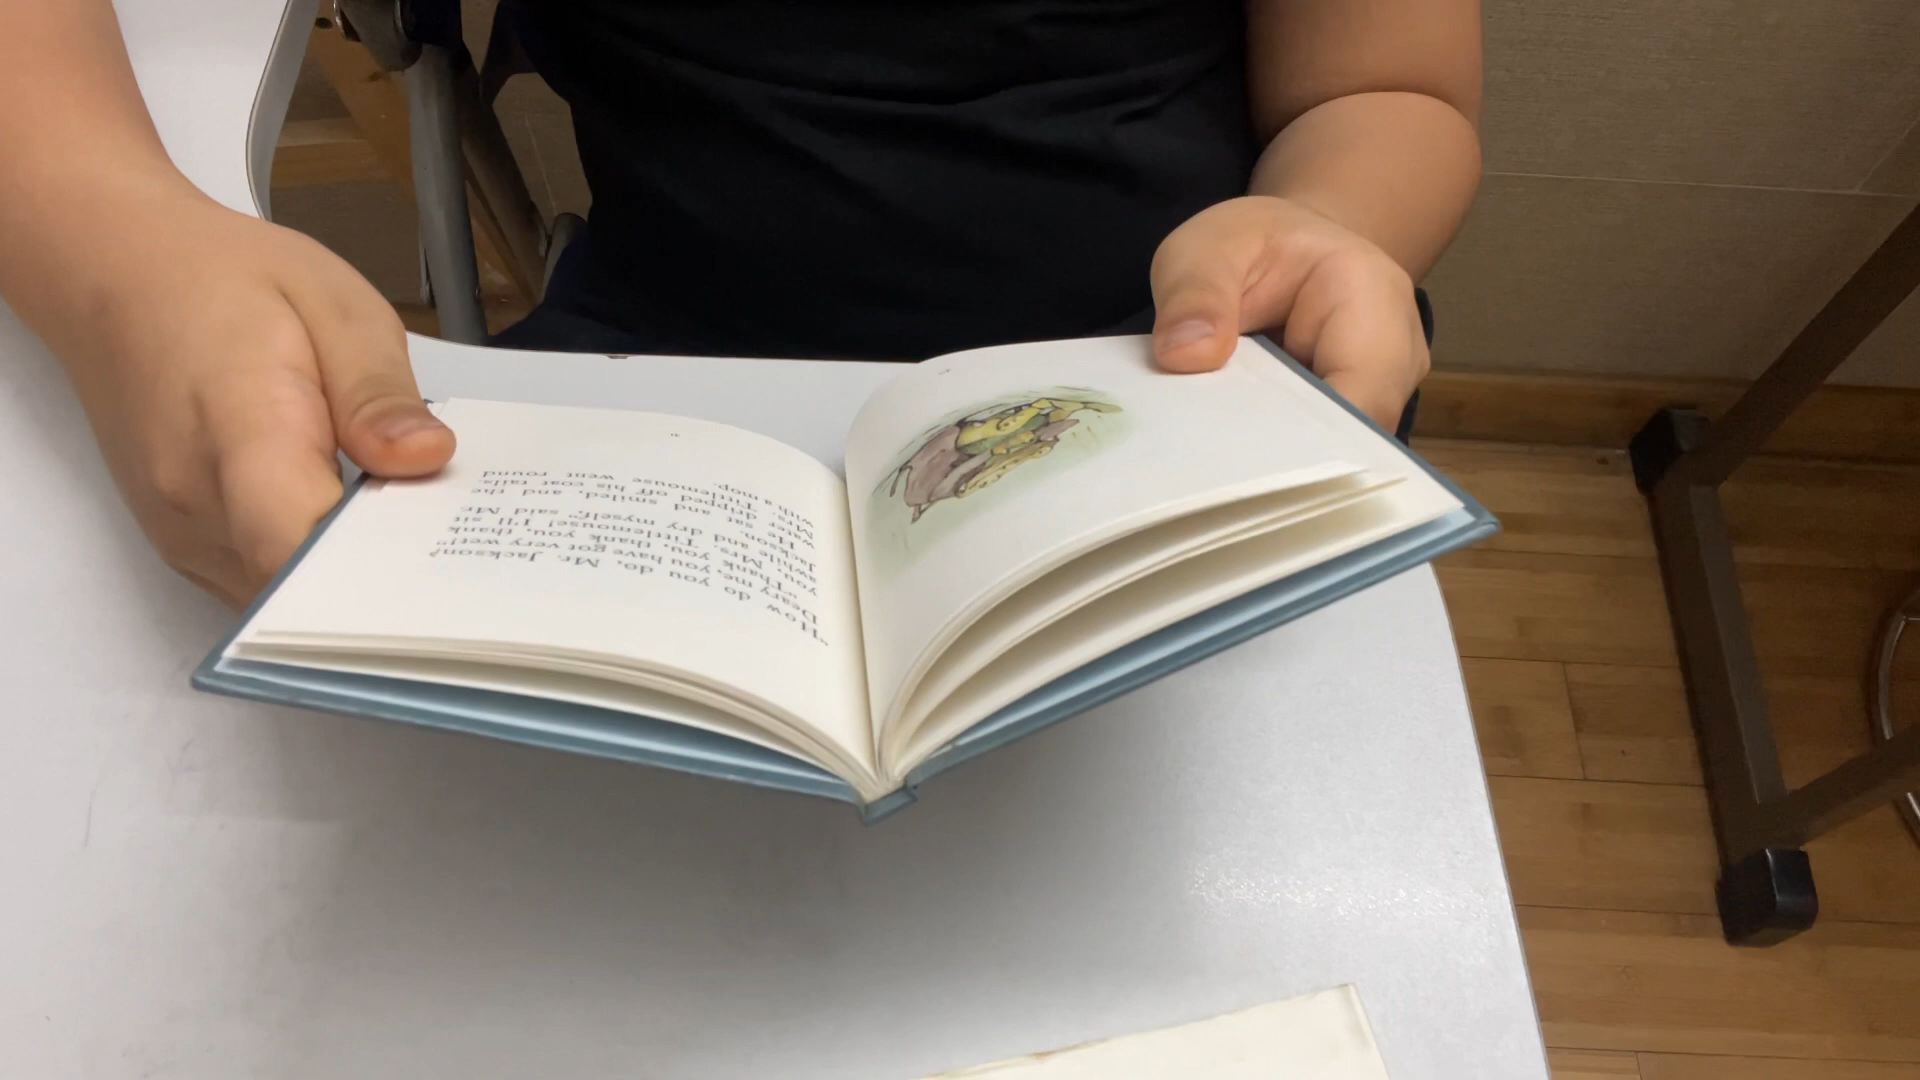 "How do you do, Mr. Jackson?
Deary me, you have got very wet!"
"Thank you, thank you, thank
you, Mrs. Tittlemouse! I'll sit
awhile and dry myself," said Mr.
Jackson.
He sat and smiled, and the
water dripped off his coat tails.
Mrs. Tittlemouse went round
with a mop.